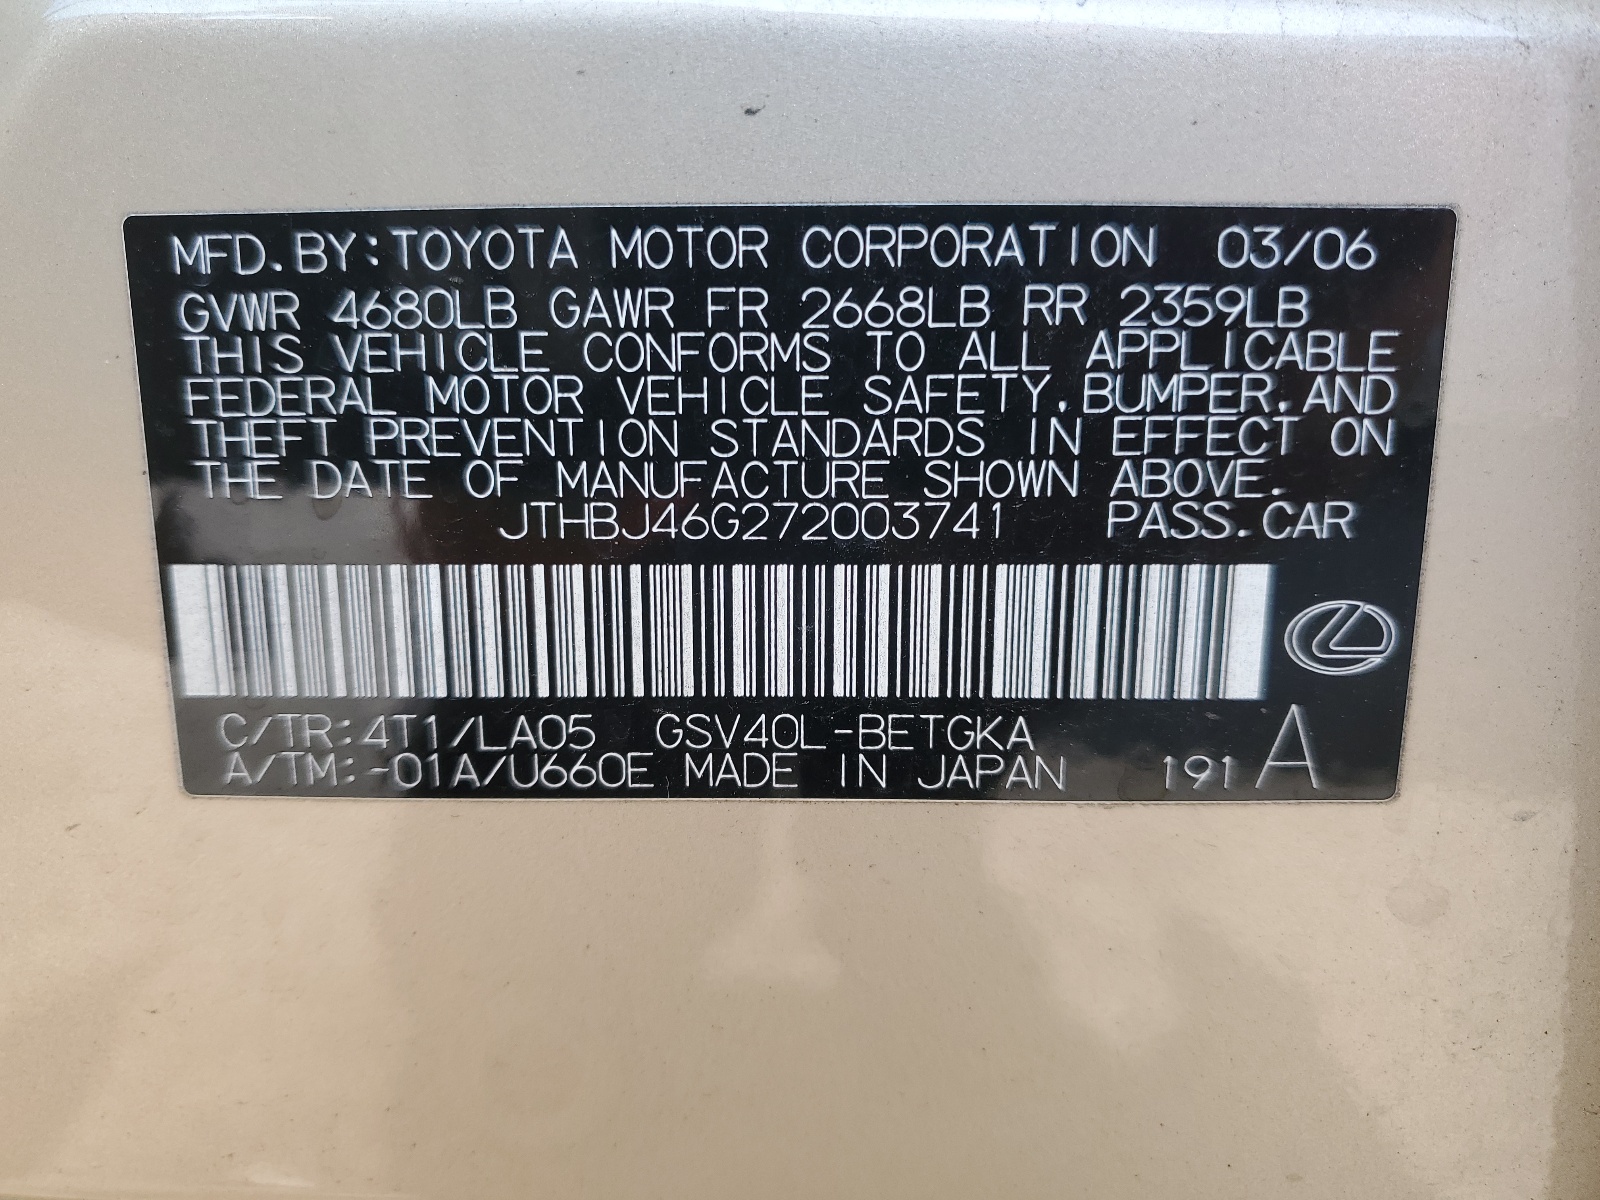 MFD. BY: TOYOTA MOTOR CORPORATION 03/06
GVWR 4680LB GAWR FR 2668LB RR 2359LB
THIS VEHICLE CONFORMS TO ALL APPLICABLE
FEDERAL MOTOR VEHICLE SAFETY, BUMPER, AND
THEFT PREVENTION STANDARDS IN EFFECT ON
THE DATE OF MANUFACTURE SHOWN ABOVE.
JTHBJ46G272003741 PASS. CAR
C/TR: 4T1/LA05 GSV40L-BETGKA
A/TM: -01A/U660E MADE IN JAPAN 191 A